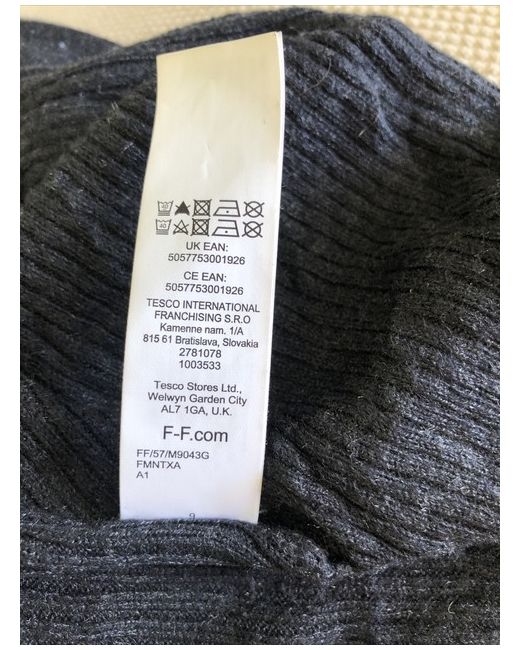 UK EAN:
5057753001926
CE EAN:
5057753001926
TESCO INTERNATIONAL
FRANCHISING S.R.O
Kamenne nam. 1/A
815 61 Bratislava, Slovakia
2781078
1003533
Tesco Stores Ltd.,
Welwyn Garden City
AL7 1GA, U.K.
F-F.com
FF/57/M9043G
FMNTXA
A1
9